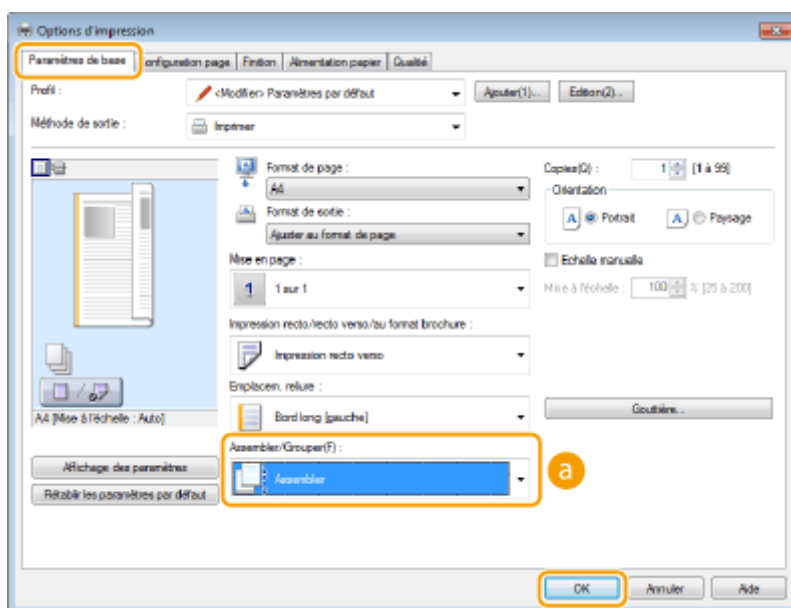 Options d'impression
Paramètres de base Configuration page Finition Alimentation papier Qualité
Profil : <Modifier> Paramètres par défaut Ajouter(1)... Edition(2)...
Méthode de sortie : Imprimer
Format de page : Copies(Q) : 1 [1 à 99]
A4 Orientation
Format de sortie : A Portrait A Paysage
Ajuster au format de page
Mise en page : Echelle manuelle
1 1 sur 1 Mise à l'échelle : 100 % [25 à 200]
Impression recto/recto verso/au format brochure :
Impression recto verso
Emplacem. reliure :
A4 [Mise à l'échelle : Auto] Bord long [gauche] Gouttière...
Assembler/Grouper(F) :
Affichage des paramètres Assembler a
Rétablir les paramètres par défaut
OK Annuler Aide